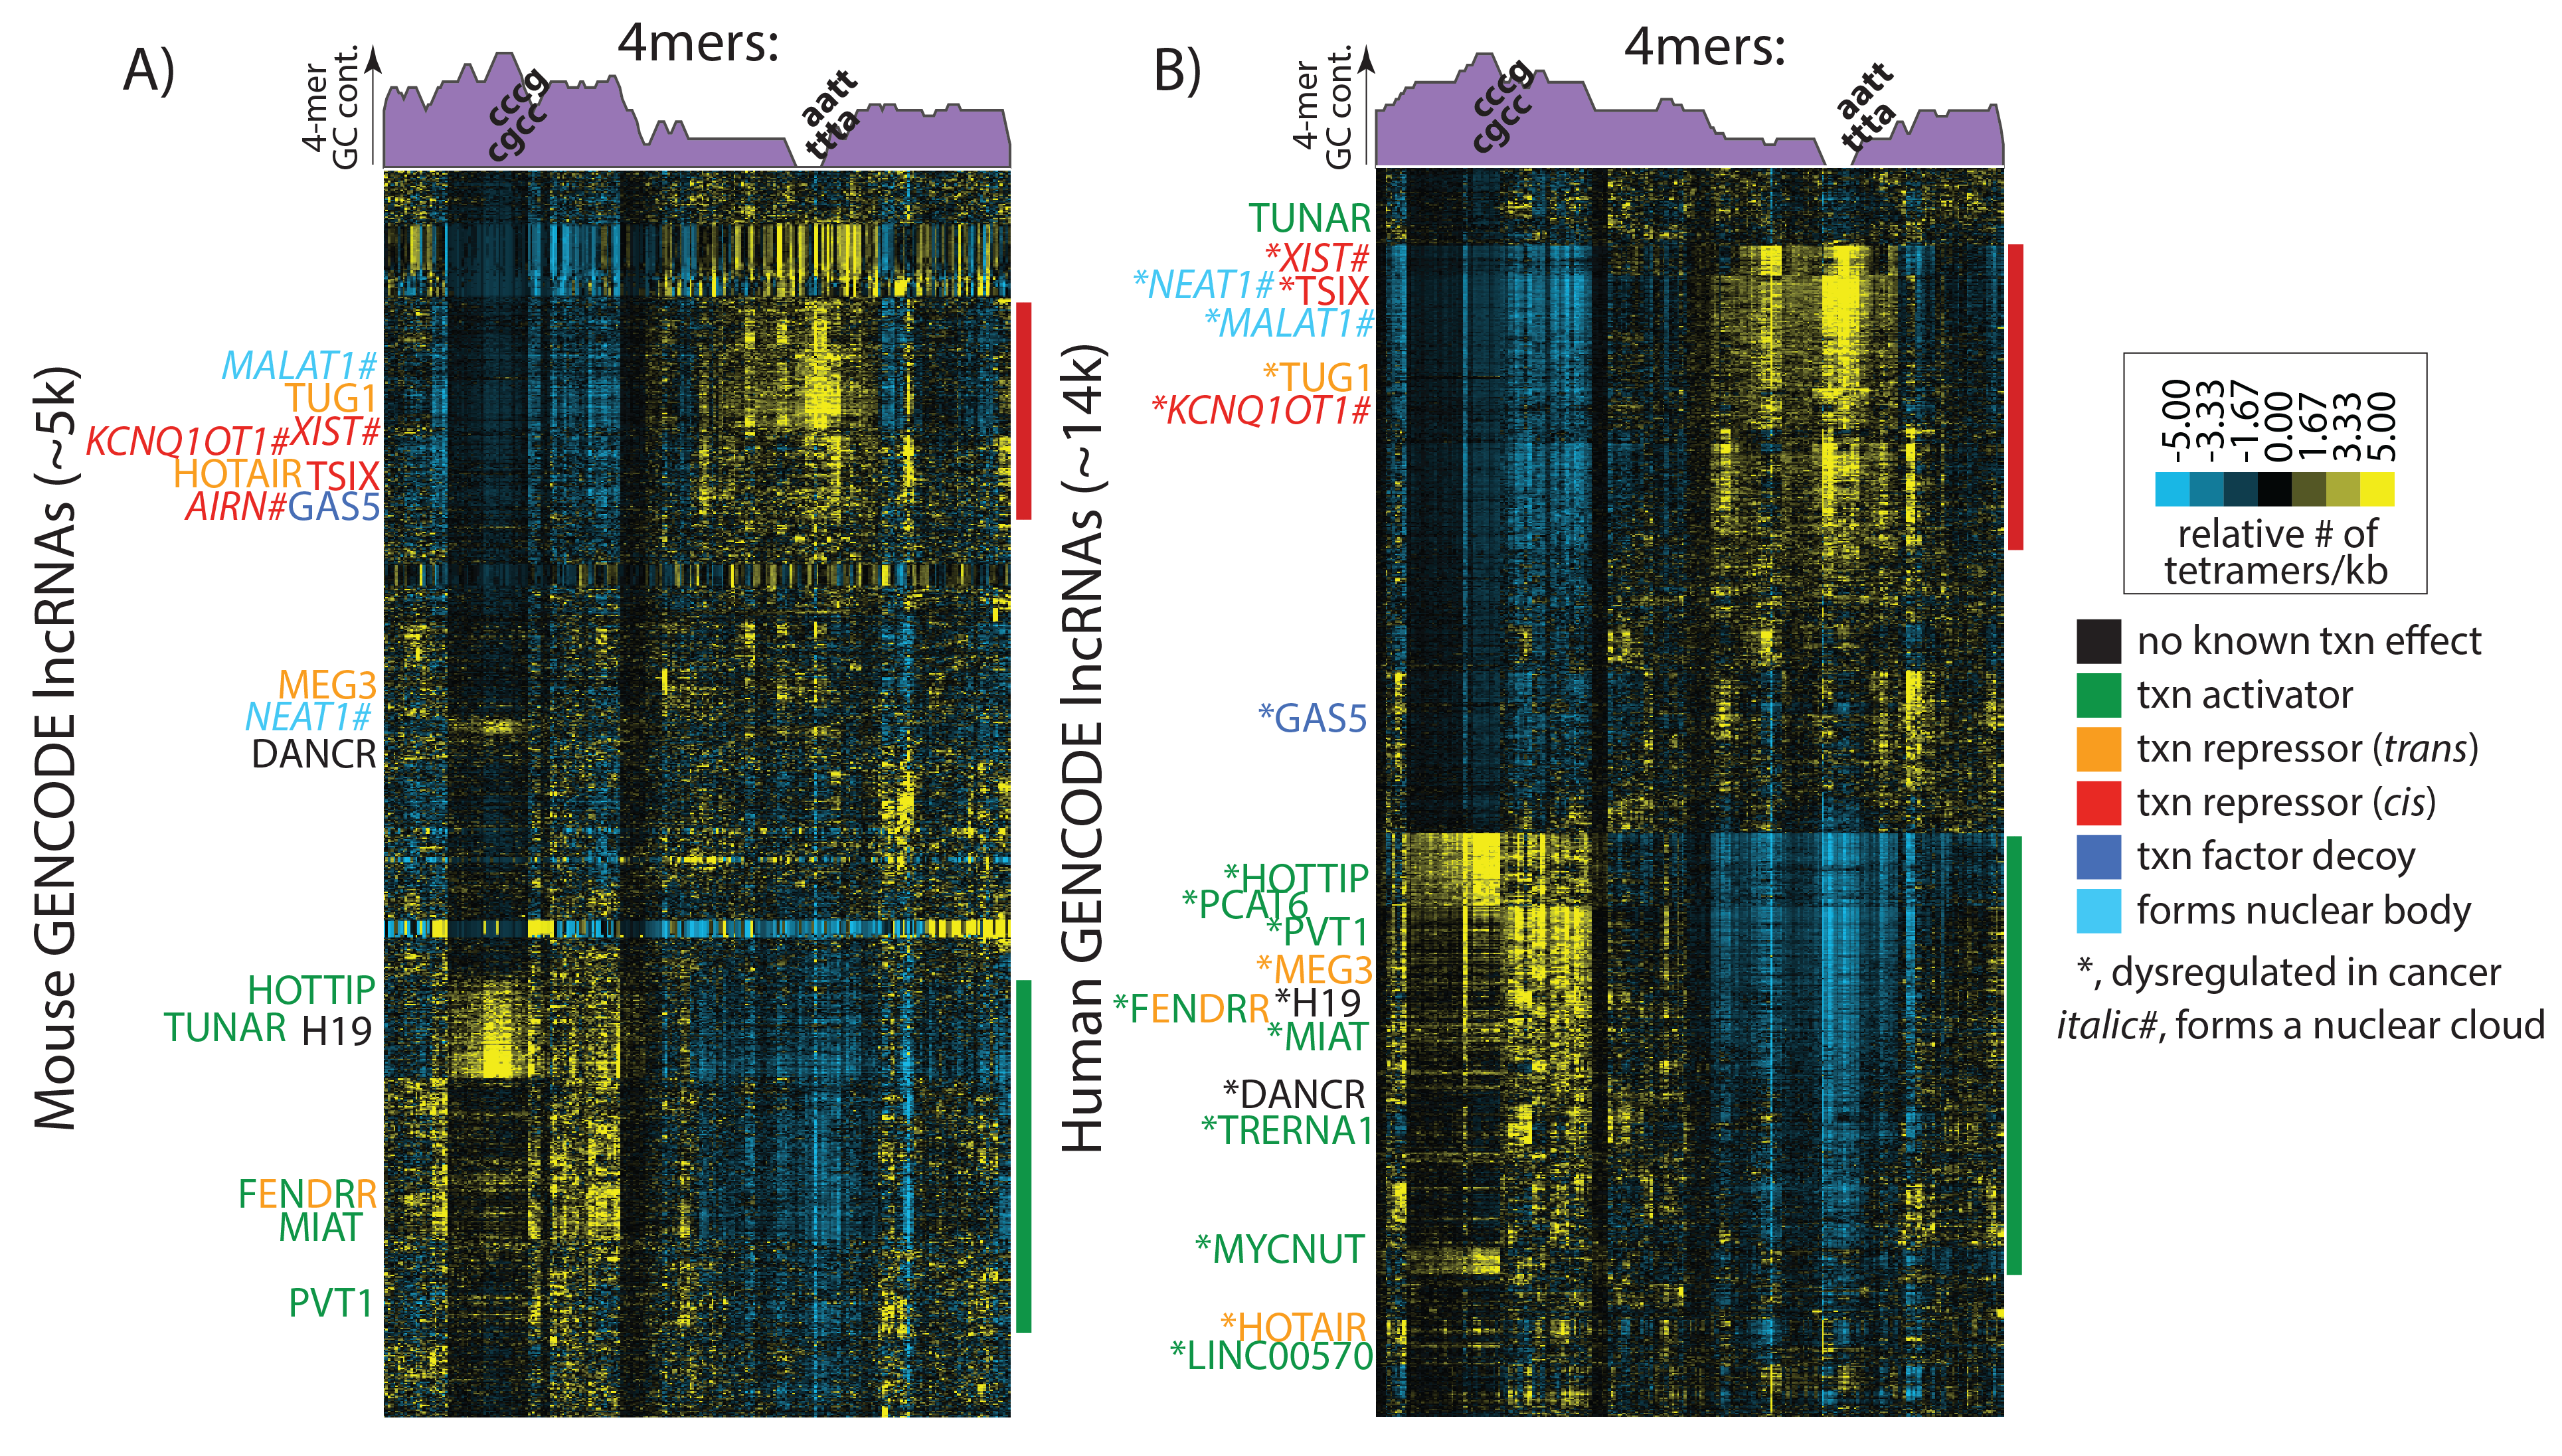 A)
4-mer
GC cont.
4mers:
cccg
cgcc
aatt
ttta
Mouse GENCODE lncRNAs (~5k)
MALAT1#
TUG1
KCNQ1OT1# XIST#
HOTAIR TSIX
AIRN# GAS5
MEG3
NEAT1#
DANCR
HOTTIP
TUNAR H19
FENDRR
MIAT
PVT1
B)
4-mer
GC cont.
4mers:
cccg
cgcc
aatt
ttta
Human GENCODE lncRNAs (~14k)
TUNAR
*XIST#
*NEAT1# *TSIX
*MALAT1#
*TUG1
*KCNQ1OT1#
*GAS5
*HOTTIP
*PCAT6
*PVT1
*MEG3
*FENDRR *H19
*MIAT
*DANCR
*TRERNA1
*MYCNUT
*HOTAIR
*LINC00570
-5.00
-3.33
-1.67
0.00
1.67
3.33
5.00
relative # of
tetramers/kb
no known txn effect
txn activator
txn repressor (trans)
txn repressor (cis)
txn factor decoy
forms nuclear body
*, dysregulated in cancer
italic#, forms a nuclear cloud